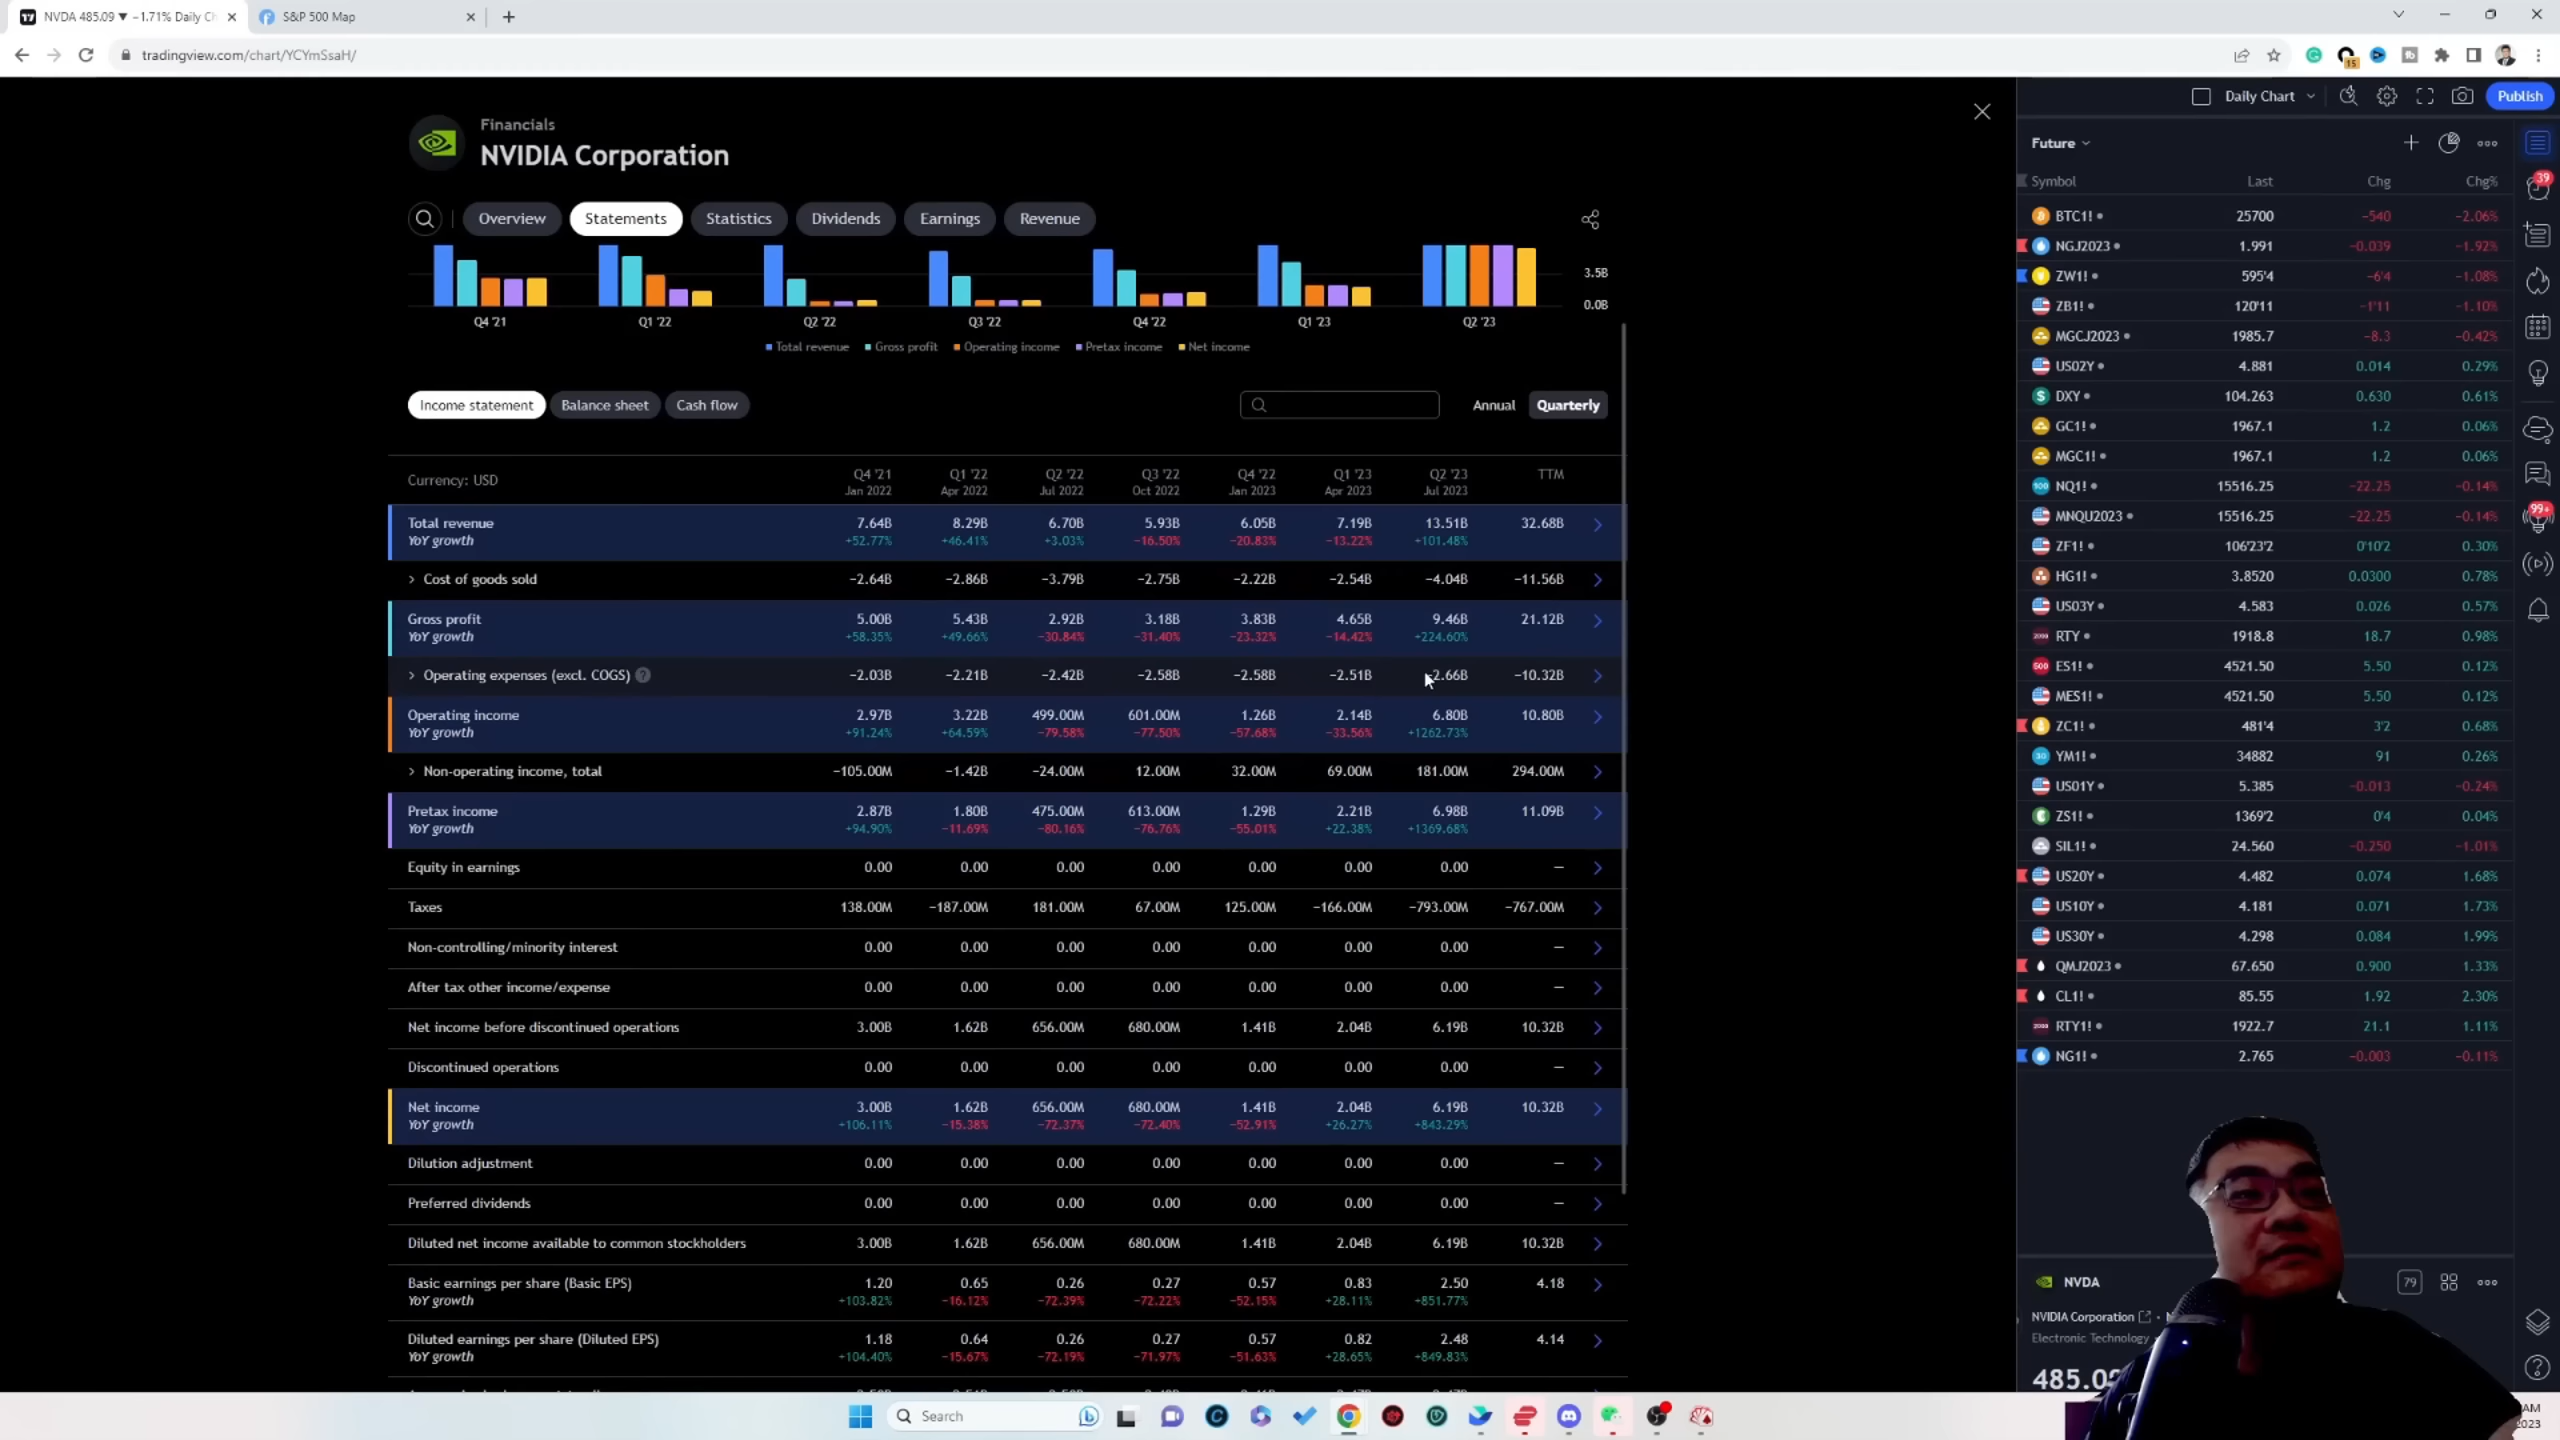 NVDA 485.09 ▼ −1.71% Daily Ch
S&P 500 Map
tradingview.com/chart/YCYmSsaH/
15
Financials
NVIDIA Corporation
Overview Statements Statistics Dividends Earnings Revenue
3.5B
0.0B
Q4 '21 Q1 '22 Q2 '22 Q3 '22 Q4 '22 Q1 '23 Q2 '23
Total revenue Gross profit Operating income Pretax income Net income
Income statement Balance sheet Cash flow Annual Quarterly
Currency: USD Q4 '21 Q1 '22 Q2 '22 Q3 '22 Q4 '22 Q1 '23 Q2 '23 TTM
Jan 2022 Apr 2022 Jul 2022 Oct 2022 Jan 2023 Apr 2023 Jul 2023
Total revenue 7.64B 8.29B 6.70B 5.93B 6.05B 7.19B 13.51B 32.68B
YoY growth +52.77% +46.41% +3.03% −16.50% −20.83% −13.22% +101.48%
Cost of goods sold −2.64B −2.86B −3.79B −2.75B −2.22B −2.54B −4.04B −11.56B
Gross profit 5.00B 5.43B 2.92B 3.18B 3.83B 4.65B 9.46B 21.12B
YoY growth +58.35% +49.66% −30.84% −31.40% −23.32% −14.42% +224.60%
Operating expenses (excl. COGS) ? −2.03B −2.21B −2.42B −2.58B −2.58B −2.51B −2.66B −10.32B
Operating income 2.97B 3.22B 499.00M 601.00M 1.26B 2.14B 6.80B 10.80B
YoY growth +91.24% +64.59% −79.58% −77.50% −57.68% −33.56% +1262.73%
Non-operating income, total −105.00M −1.42B −24.00M 12.00M 32.00M 69.00M 181.00M 294.00M
Pretax income 2.87B 1.80B 475.00M 613.00M 1.29B 2.21B 6.98B 11.09B
YoY growth +94.90% −11.69% −80.16% −76.76% −55.01% +22.38% +1369.68%
Equity in earnings 0.00 0.00 0.00 0.00 0.00 0.00 0.00 —
Taxes 138.00M −187.00M 181.00M 67.00M 125.00M −166.00M −793.00M −767.00M
Non-controlling/minority interest 0.00 0.00 0.00 0.00 0.00 0.00 0.00 —
After tax other income/expense 0.00 0.00 0.00 0.00 0.00 0.00 0.00 —
Net income before discontinued operations 3.00B 1.62B 656.00M 680.00M 1.41B 2.04B 6.19B 10.32B
Discontinued operations 0.00 0.00 0.00 0.00 0.00 0.00 0.00 —
Net income 3.00B 1.62B 656.00M 680.00M 1.41B 2.04B 6.19B 10.32B
YoY growth +106.11% −15.38% −72.37% −72.40% −52.91% +26.27% +843.29%
Dilution adjustment 0.00 0.00 0.00 0.00 0.00 0.00 0.00 —
Preferred dividends 0.00 0.00 0.00 0.00 0.00 0.00 0.00 —
Diluted net income available to common stockholders 3.00B 1.62B 656.00M 680.00M 1.41B 2.04B 6.19B 10.32B
Basic earnings per share (Basic EPS) 1.20 0.65 0.26 0.27 0.57 0.83 2.50 4.18
YoY growth +103.82% −16.12% −72.39% −72.22% −52.15% +28.11% +851.77%
Diluted earnings per share (Diluted EPS) 1.18 0.64 0.26 0.27 0.57 0.82 2.48 4.14
YoY growth +104.40% −15.67% −72.19% −71.97% −51.63% +28.65% +849.83%
Daily Chart Publish
Future
39
99+
Symbol Last Chg Chg%
BTC1! 25700 −540 −2.06%
NGJ2023 1.991 −0.039 −1.92%
ZW1! 595'4 −6'4 −1.08%
ZB1! 120'11 −1'11 −1.10%
MGCJ2023 1985.7 −8.3 −0.42%
US02Y 4.881 0.014 0.29%
DXY 104.263 0.630 0.61%
GC1! 1967.1 1.2 0.06%
MGC1! 1967.1 1.2 0.06%
NQ1! 15516.25 −22.25 −0.14%
MNQU2023 15516.25 −22.25 −0.14%
ZF1! 106'23'2 0'10'2 0.30%
HG1! 3.8520 0.0300 0.78%
US03Y 4.583 0.026 0.57%
RTY 1918.8 18.7 0.98%
ES1! 4521.50 5.50 0.12%
MES1! 4521.50 5.50 0.12%
ZC1! 481'4 3'2 0.68%
YM1! 34882 91 0.26%
US01Y 5.385 −0.013 −0.24%
ZS1! 1369'2 0'4 0.04%
SIL1! 24.560 −0.250 −1.01%
US20Y 4.482 0.074 1.68%
US10Y 4.181 0.071 1.73%
US30Y 4.298 0.084 1.99%
QMJ2023 67.650 0.900 1.33%
CL1! 85.55 1.92 2.30%
RTY1! 1922.7 21.1 1.11%
NG1! 2.765 −0.003 −0.11%
NVDA 79
NVIDIA Corporation
Electronic Technology
485.09
Search
AM
2023